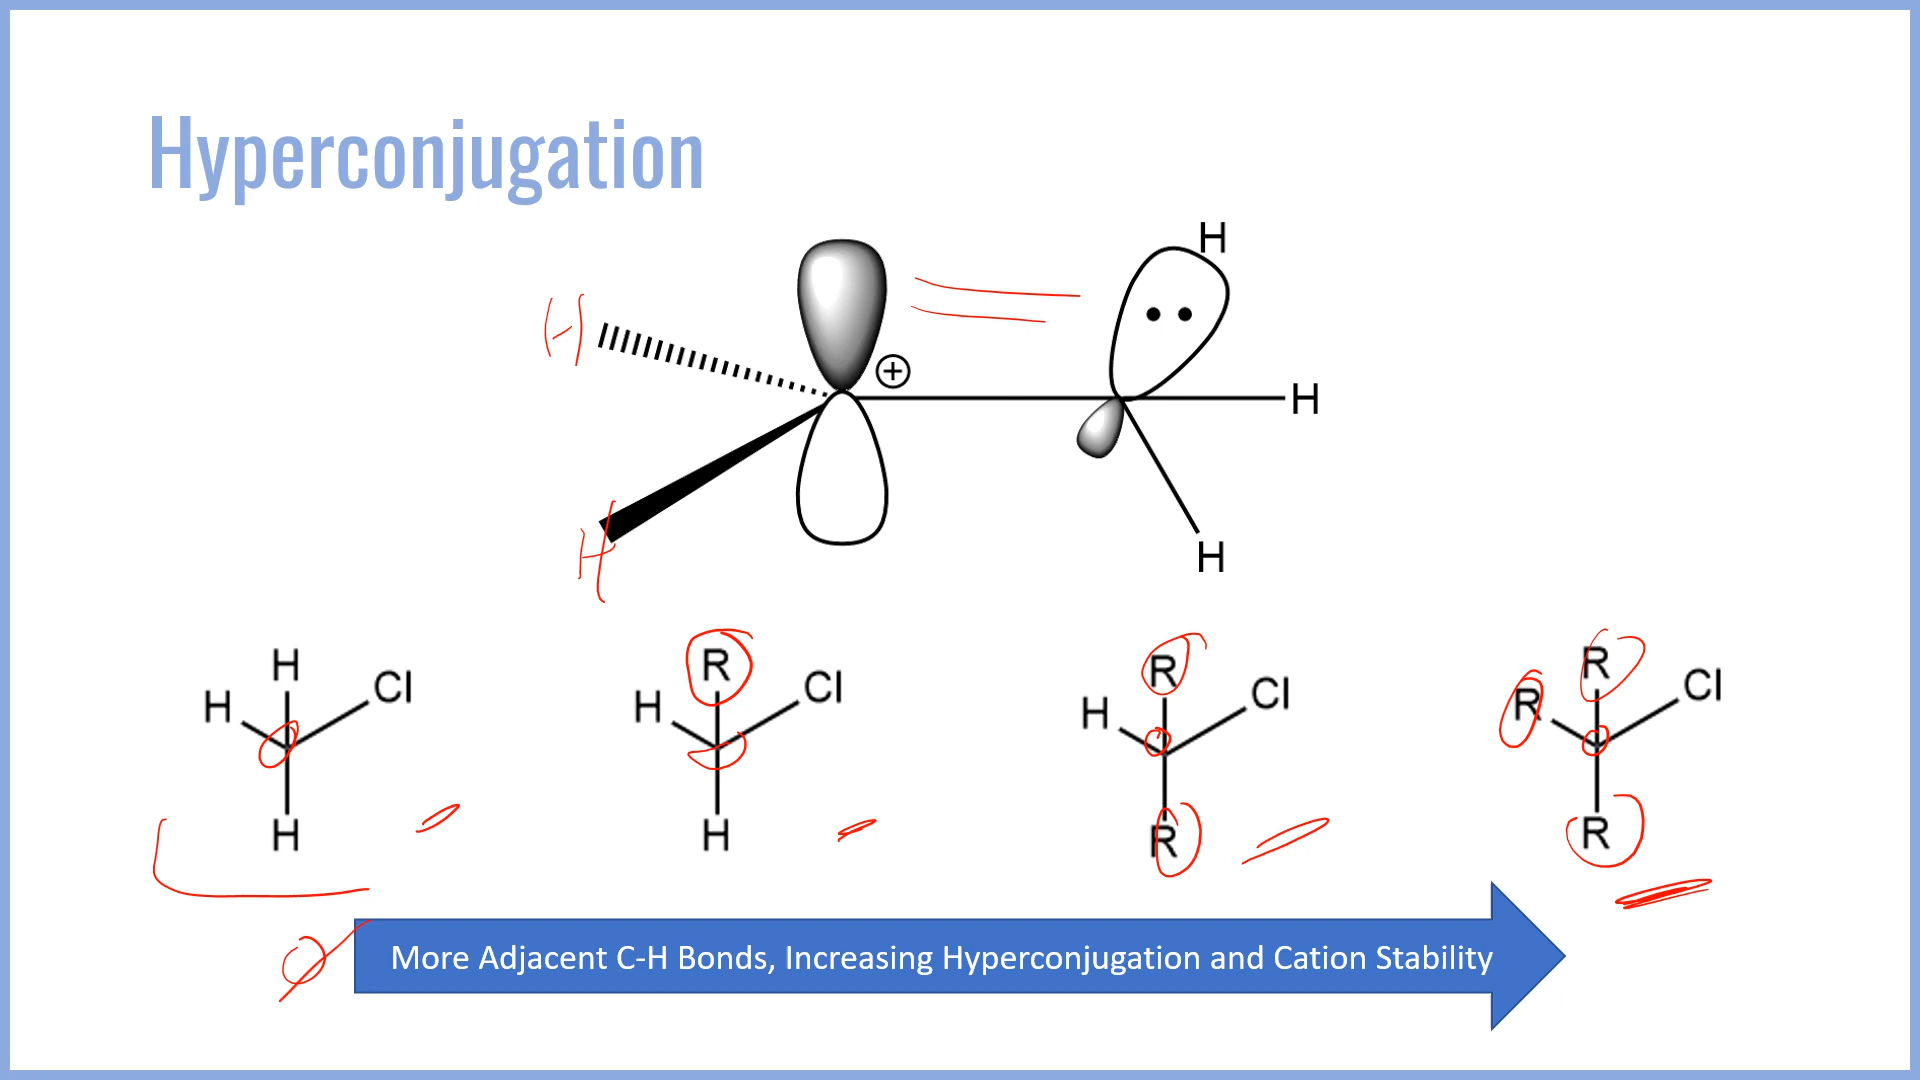 Hyperconjugation
H
H
⊕
H
H
H
H
H
Cl
H
R
H
Cl
H
R
H
Cl
R
R
R
Cl
R
More Adjacent C-H Bonds, Increasing Hyperconjugation and Cation Stability